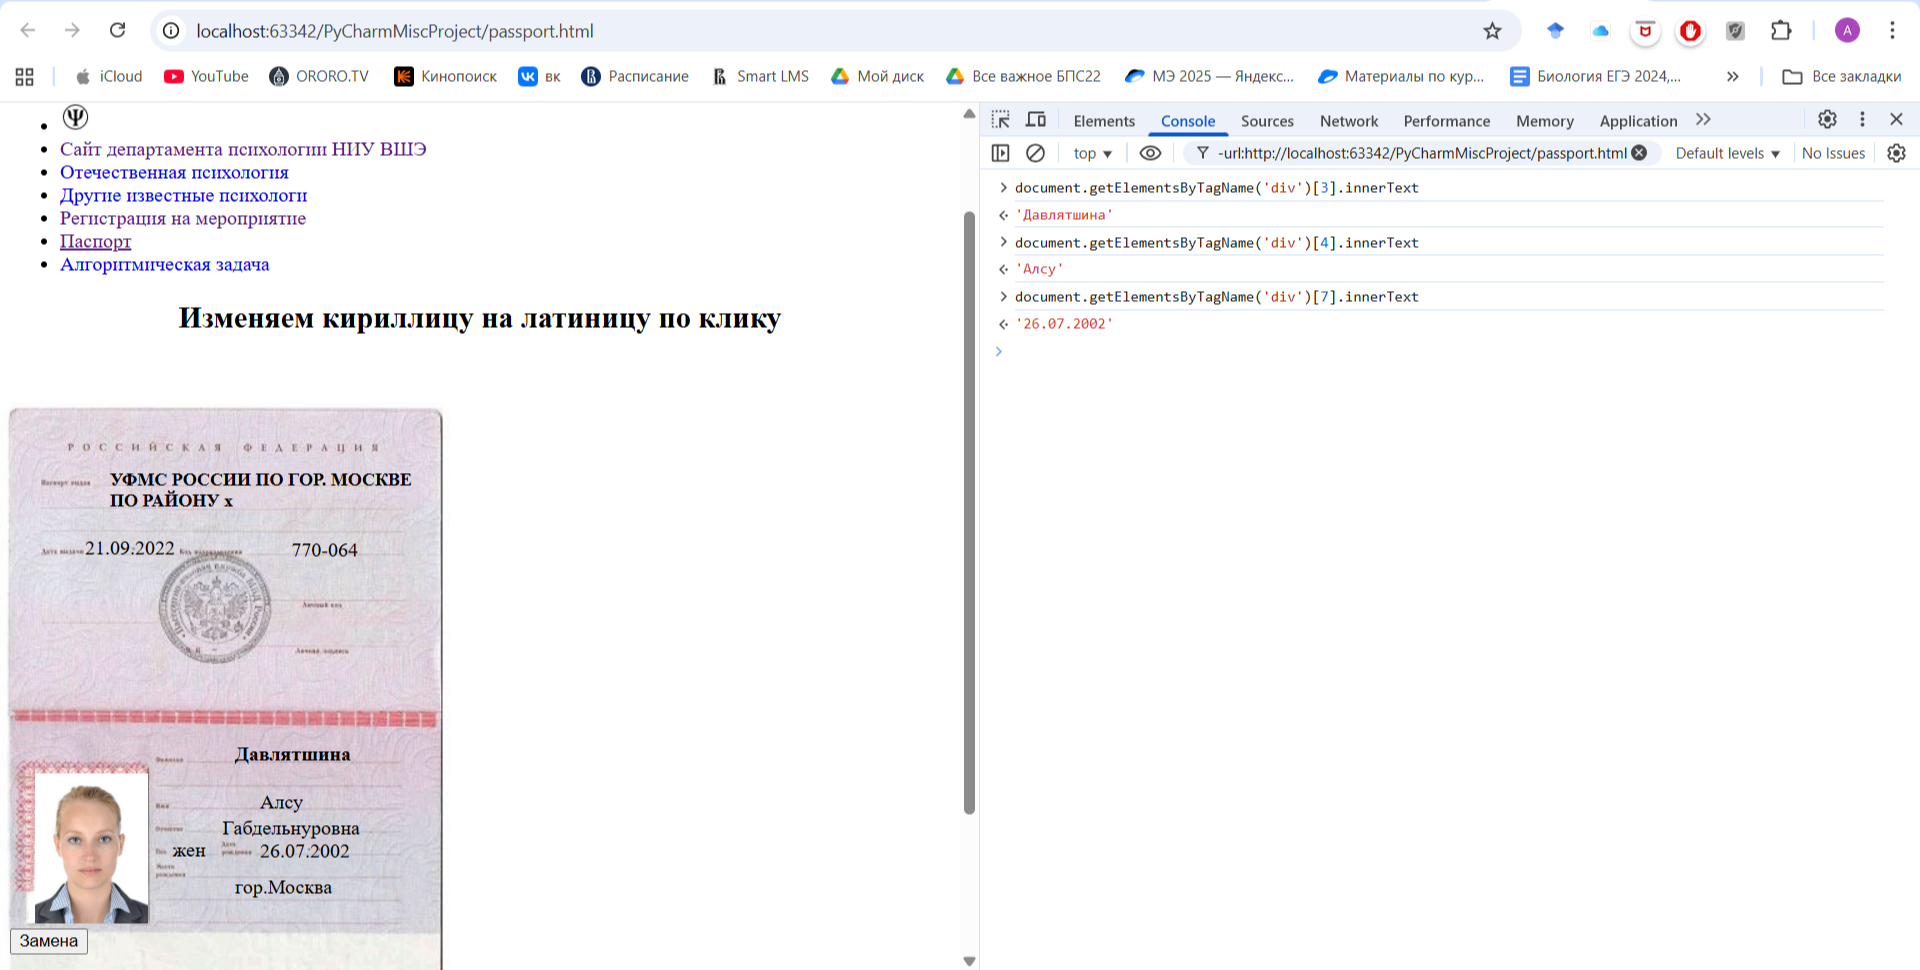 localhost:63342/PyCharmMiscProject/passport.html
A
iCloud
YouTube
ORORO.TV
Кинопоиск
вк
Расписание
Smart LMS
Мой диск
Все важное БПС22
МЭ 2025 — Яндекс...
Материалы по кур...
Биология ЕГЭ 2024,...
Все закладки
Ψ
Сайт департамента психологии НИУ ВШЭ
Отечественная психология
Другие известные психологи
Регистрация на мероприятие
Паспорт
Алгоритмическая задача
Изменяем кириллицу на латиницу по клику
РОССИЙСКАЯ ФЕДЕРАЦИЯ
Паспорт выдан
УФМС РОССИИ ПО ГОР. МОСКВЕ
ПО РАЙОНУ х
Дата выдачи 21.09.2022 Код подразделения 770-064
Личный код
Личная подпись
Фамилия Давлятшина
Имя Алсу
Отчество Габдельнуровна
Пол жен Дата рождения 26.07.2002
Место рождения
гор.Москва
Замена
Elements Console Sources Network Performance Memory Application
top -url:http://localhost:63342/PyCharmMiscProject/passport.html Default levels No Issues
document.getElementsByTagName('div')[3].innerText
'Давлятшина'
document.getElementsByTagName('div')[4].innerText
'Алсу'
document.getElementsByTagName('div')[7].innerText
'26.07.2002'